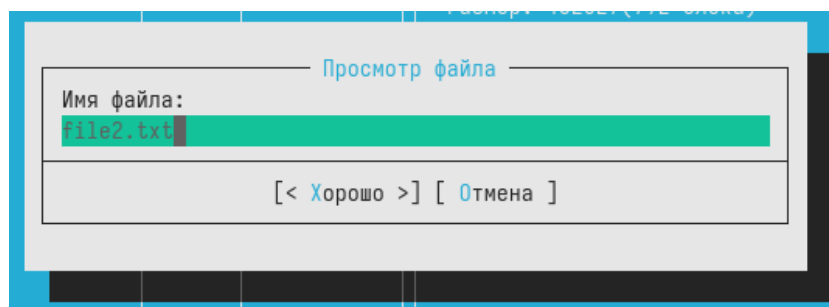 Просмотр файла
Имя файла:
file2.txt
[< Хорошо >] [ Отмена ]